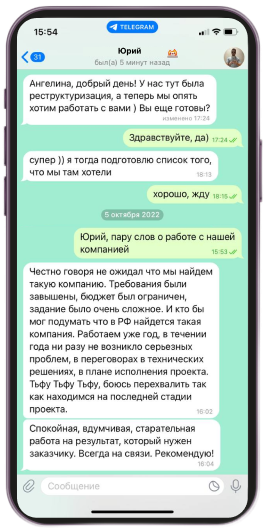 15:54
TELEGRAM
31
Юрий
был(а) 5 минут назад
Ангелина, добрый день! У нас тут была
реструктуризация, а теперь мы опять
хотим работать с вами ) Вы еще готовы?
изменено 17:24
Здравствуйте, да) 17:24
супер )) я тогда подготовлю список того,
что мы там хотели
18:13
хорошо, жду 18:15
5 октября 2022
Юрий, пару слов о работе с нашей
компанией
15:53
Честно говоря не ожидал что мы найдем
такую компанию. Требования были
завышены, бюджет был ограничен,
задание было очень сложное. И кто бы
мог подумать что в РФ найдется такая
компания. Работаем уже год, в течении
года ни разу не возникло серьезных
проблем, в переговорах в технических
решениях, в плане исполнения проекта.
Тьфу Тьфу Тьфу, боюсь перехвалить так
как находимся на последней стадии
проекта.
16:02
Спокойная, вдумчивая, старательная
работа на результат, который нужен
заказчику. Всегда на связи. Рекомендую!
16:04
Сообщение